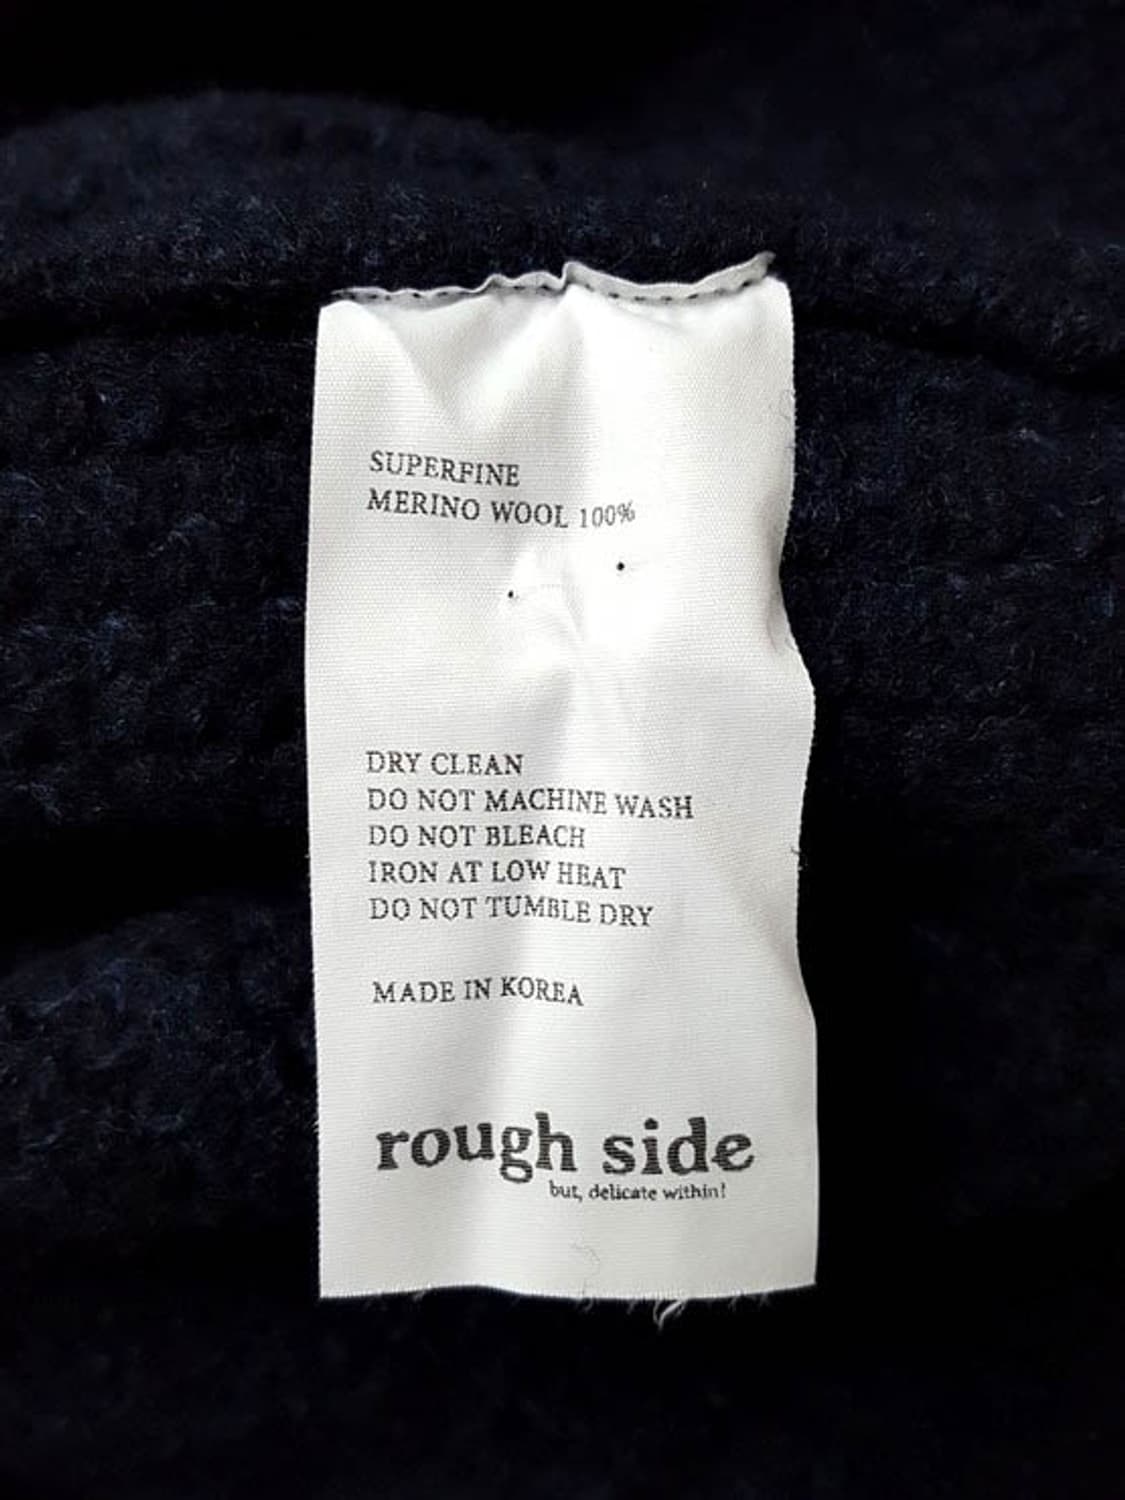 SUPERFINE
MERINO WOOL 100%
DRY CLEAN
DO NOT MACHINE WASH
DO NOT BLEACH
IRON AT LOW HEAT
DO NOT TUMBLE DRY
MADE IN KOREA
rough side
but, delicate within!